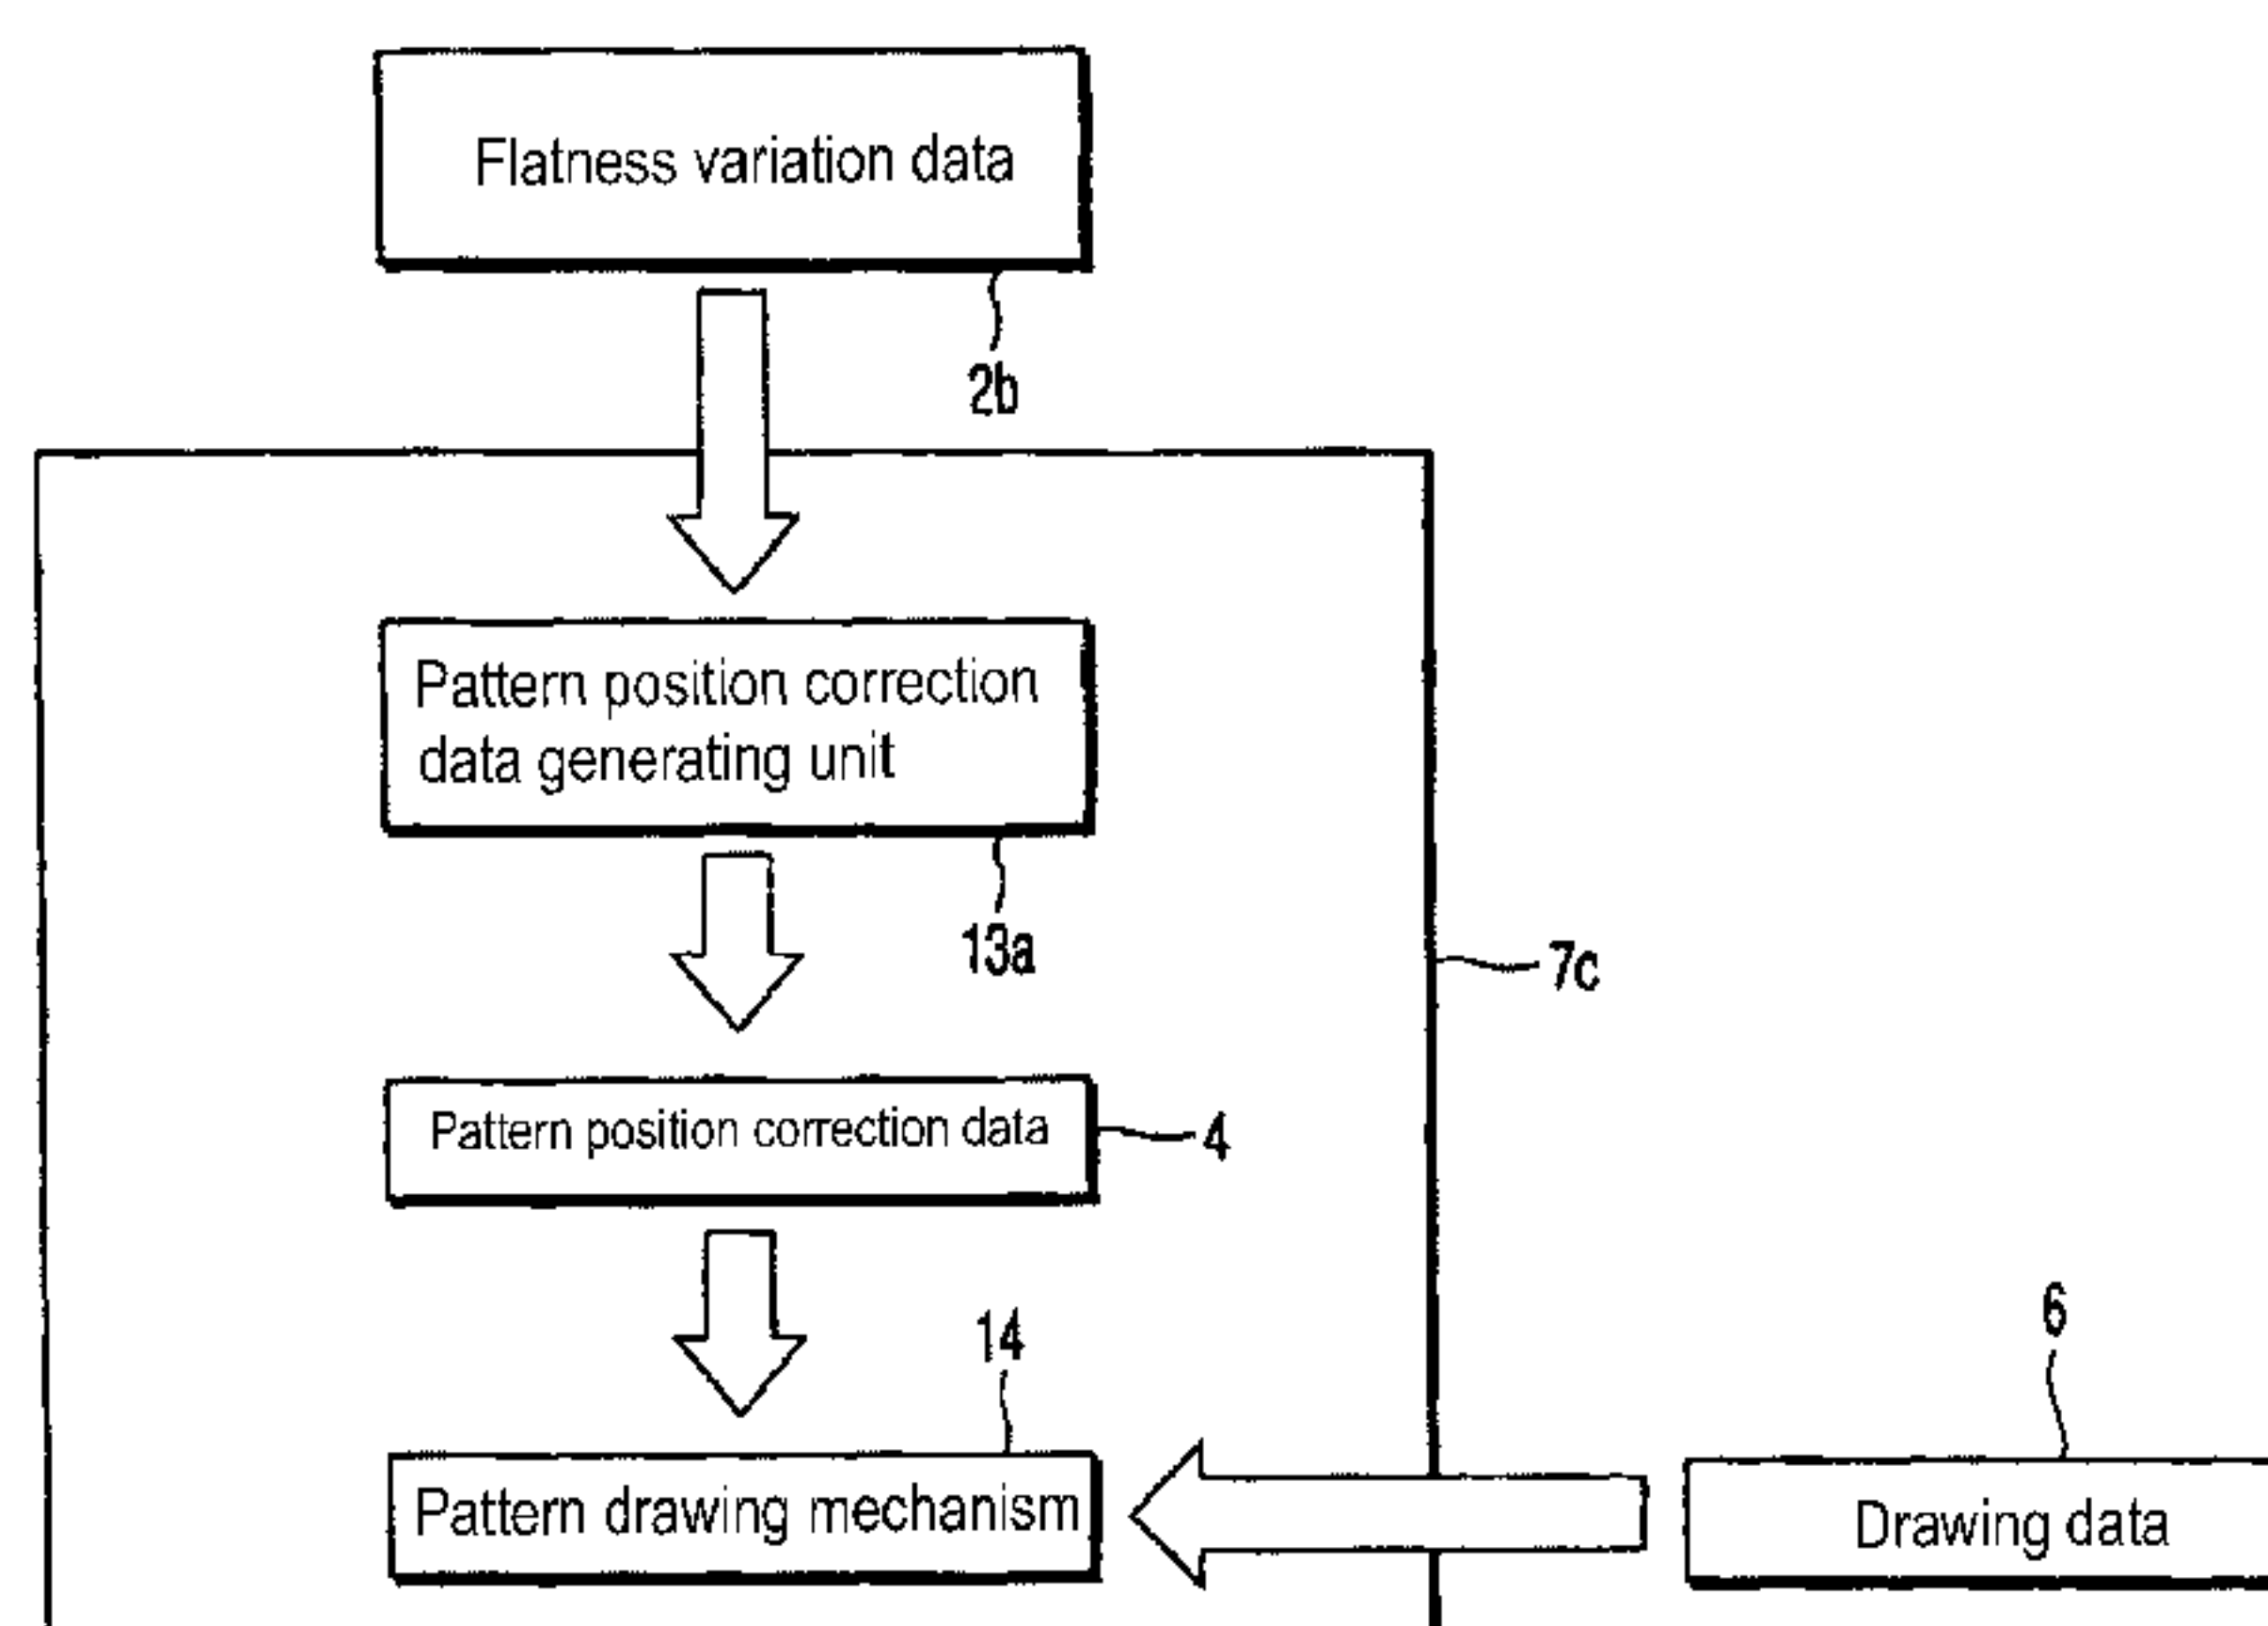 Flatness variation data
2b
Pattern position correction
data generating unit
13a
7c
Pattern position correction data
4
14
6
Pattern drawing mechanism
Drawing data